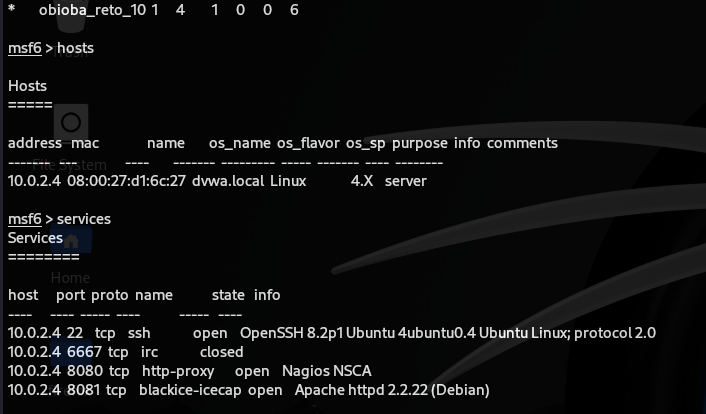 *   obioba_reto_10 1   4   1   0   0   6
msf6 > hosts
Hosts
=====
address  mac   name   os_name os_flavor os_sp purpose info comments
-------  ---   ----   ------- --------- ----- ------- ---- --------
File System
10.0.2.4 08:00:27:d1:6c:27 dvwa.local Linux   4.X   server
msf6 > services
Services
========
Home
host   port proto name   state   info
----   ---- ----- ----   -----   ----
10.0.2.4 22   tcp   ssh   open   OpenSSH 8.2p1 Ubuntu 4ubuntu0.4 Ubuntu Linux; protocol 2.0
10.0.2.4 6667 tcp   irc   closed
10.0.2.4 8080 tcp   http-proxy   open   Nagios NSCA
10.0.2.4 8081 tcp   blackice-icecap open   Apache httpd 2.2.22 (Debian)